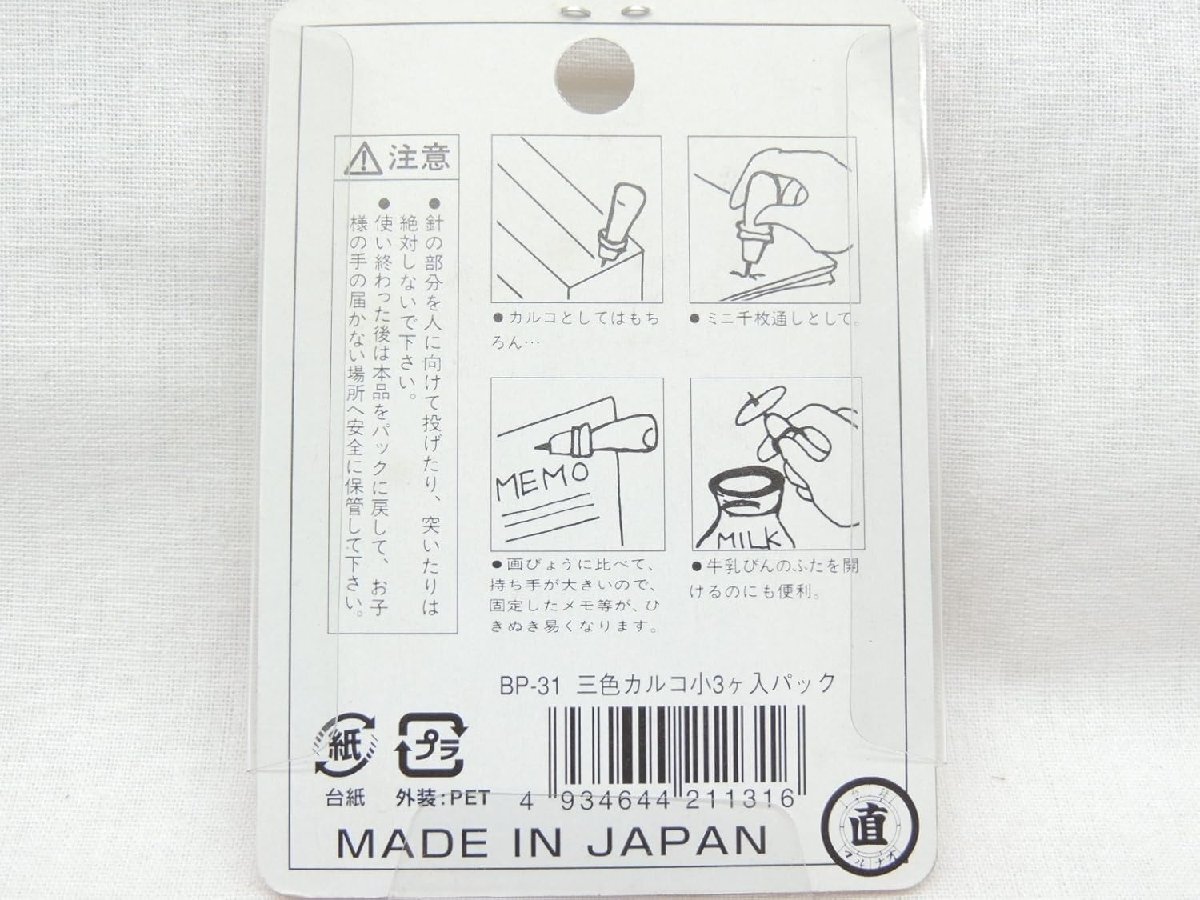 注意
●針の部分を人に向けて投げたり、突いたりは
絶対しないで下さい。
●使い終わった後は本品をパックに戻して、お子
様の手の届かない場所へ安全に保管して下さい。
●カルコとしてはもち
ろん…
●ミニ千枚通しとして。
MEMO
●画びょうに比べて、
持ち手が大きいので、
固定したメモ等が、ひ
きぬき易くなります。
MILK
●牛乳びんのふたを開
けるのにも便利。
BP-31 三色カルコ小3ヶ入パック
紙
台紙
プラ
外装:PET
4 934644 211316
MADE IN JAPAN
直
マルナオ